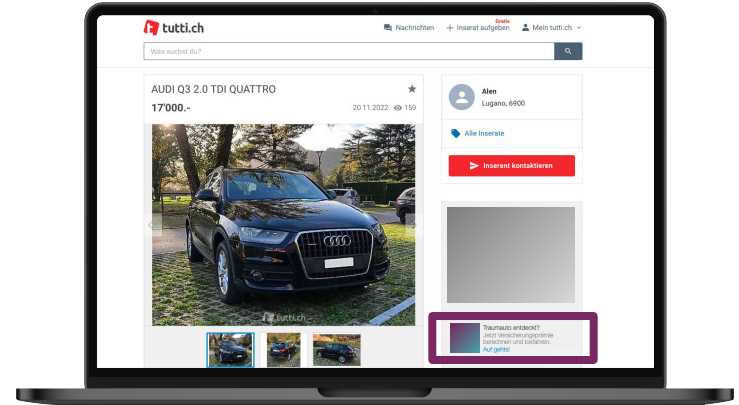 tutti.ch
Nachrichten
Gratis
Inserat aufgeben
Mein tutti.ch
Was suchst du?
AUDI Q3 2.0 TDI QUATTRO
17'000.-
20.11.2022
159
tutti.ch
Alen
Lugano, 6900
Alle inserate
Inserent kontaktieren
Traumauto entdeckt?
Jetzt Versicherungsprämie
berechnen und losfahren.
Auf gehts!